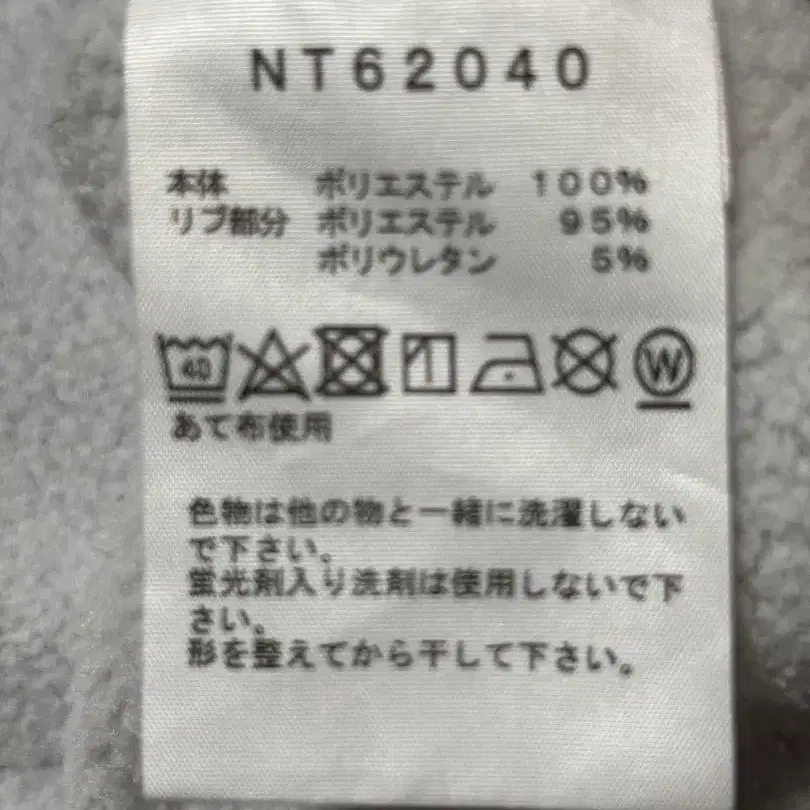 NT62040
本体 ポリエステル 100%
リブ部分 ポリエステル 95%
ポリウレタン 5%
40 W
あて布使用
色物は他の物と一緒に洗濯しない
で下さい。
蛍光剤入り洗剤は使用しないで下
さい。
形を整えてから干して下さい。